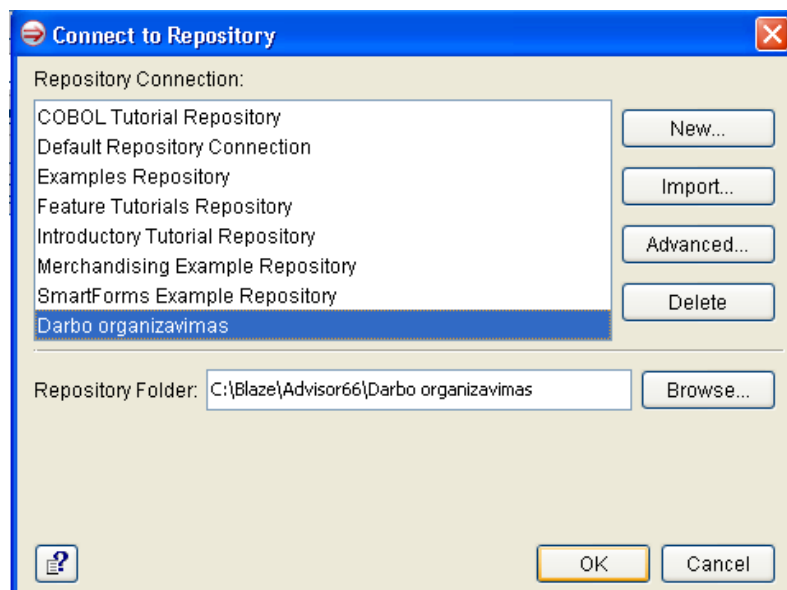 Connect to Repository
Repository Connection:
COBOL Tutorial Repository
Default Repository Connection
Examples Repository
Feature Tutorials Repository
Introductory Tutorial Repository
Merchandising Example Repository
SmartForms Example Repository
Darbo organizavimas
New...
Import...
Advanced...
Delete
Repository Folder: C:\Blaze\Advisor66\Darbo organizavimas Browse...
? OK Cancel